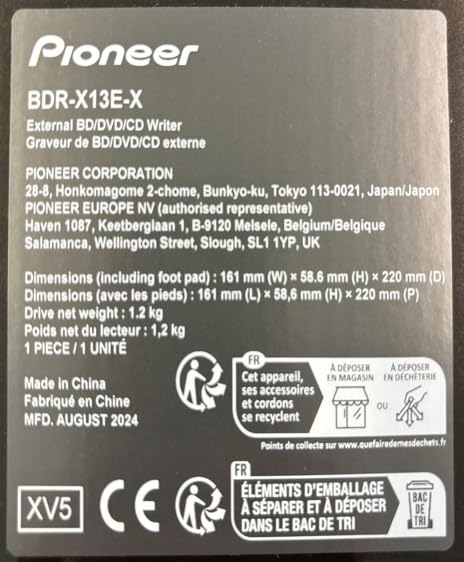 Pioneer
BDR-X13E-X
External BD/DVD/CD Writer
Graveur de BD/DVD/CD externe
PIONEER CORPORATION
28-8, Honkomagome 2-chome, Bunkyo-ku, Tokyo 113-0021, Japan/Japon
PIONEER EUROPE NV (authorised representative)
Haven 1087, Keetberglaan 1, B-9120 Melsele, Belgium/Belgique
Salamanca, Wellington Street, Slough, SL1 1YP, UK
Dimensions (including foot pad) : 161 mm (W) × 58.6 mm (H) × 220 mm (D)
Dimensions (avec les pieds) : 161 mm (L) × 58,6 mm (H) × 220 mm (P)
Drive net weight : 1.2 kg
Poids net du lecteur : 1,2 kg
1 PIECE / 1 UNITÉ
Made in China
Fabriqué en Chine
MFD. AUGUST 2024
FR
Cet appareil,
ses accessoires
et cordons
se recyclent
À DÉPOSER
EN MAGASIN
OU
À DÉPOSER
EN DÉCHÈTERIE
Points de collecte sur www.quefairedemesdechets.fr
XV5
CE
FR
ÉLÉMENTS D'EMBALLAGE
À SÉPARER ET À DÉPOSER
DANS LE BAC DE TRI
BAC
DE
TRI